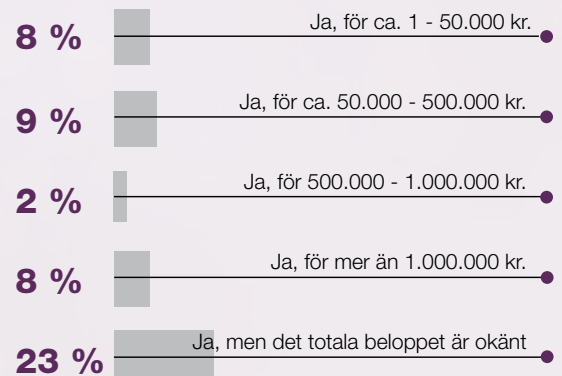 8 %
Ja, för ca. 1 - 50.000 kr.
9 %
Ja, för ca. 50.000 - 500.000 kr.
2 %
Ja, för 500.000 - 1.000.000 kr.
8 %
Ja, för mer än 1.000.000 kr.
23 %
Ja, men det totala beloppet är okänt